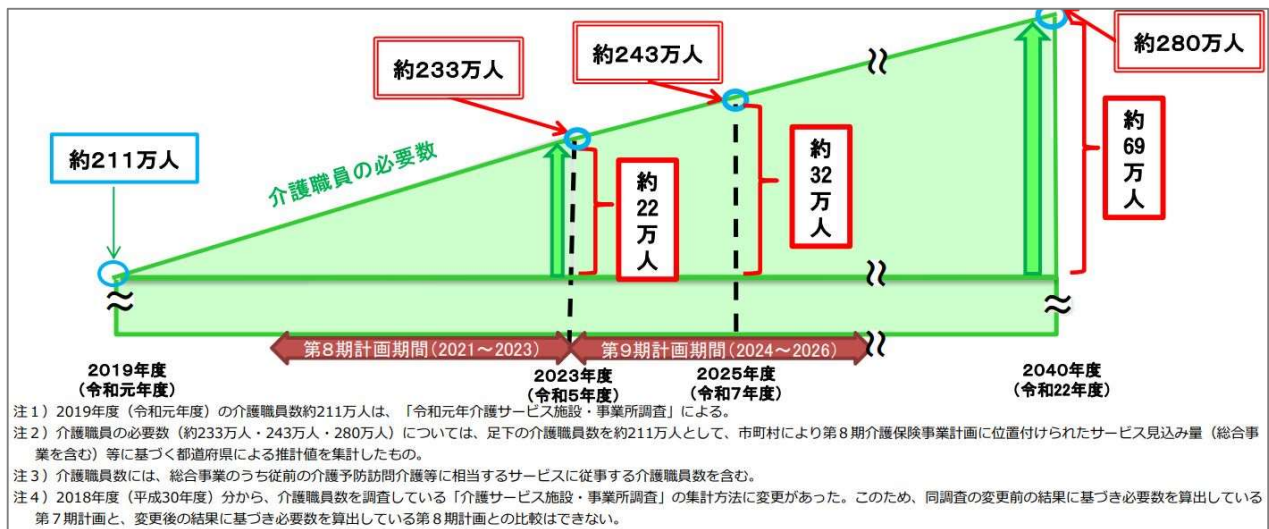 約280万人
約243万人
約233万人
約211万人
介護職員の必要数
約22万人
約32万人
約69万人
第8期計画期間(2021～2023)
第9期計画期間(2024～2026)
2019年度
(令和元年度)
2023年度
(令和5年度)
2025年度
(令和7年度)
2040年度
(令和22年度)
注1）2019年度（令和元年度）の介護職員数約211万人は、「令和元年介護サービス施設・事業所調査」による。
注2）介護職員の必要数（約233万人・243万人・280万人）については、足下の介護職員数を約211万人として、市町村により第8期介護保険事業計画に位置付けられたサービス見込み量（総合事
業を含む）等に基づく都道府県による推計値を集計したもの。
注3）介護職員数には、総合事業のうち従前の介護予防訪問介護等に相当するサービスに従事する介護職員数を含む。
注4）2018年度（平成30年度）分から、介護職員数を調査している「介護サービス施設・事業所調査」の集計方法に変更があった。このため、同調査の変更前の結果に基づき必要数を算出している
第7期計画と、変更後の結果に基づき必要数を算出している第8期計画との比較はできない。